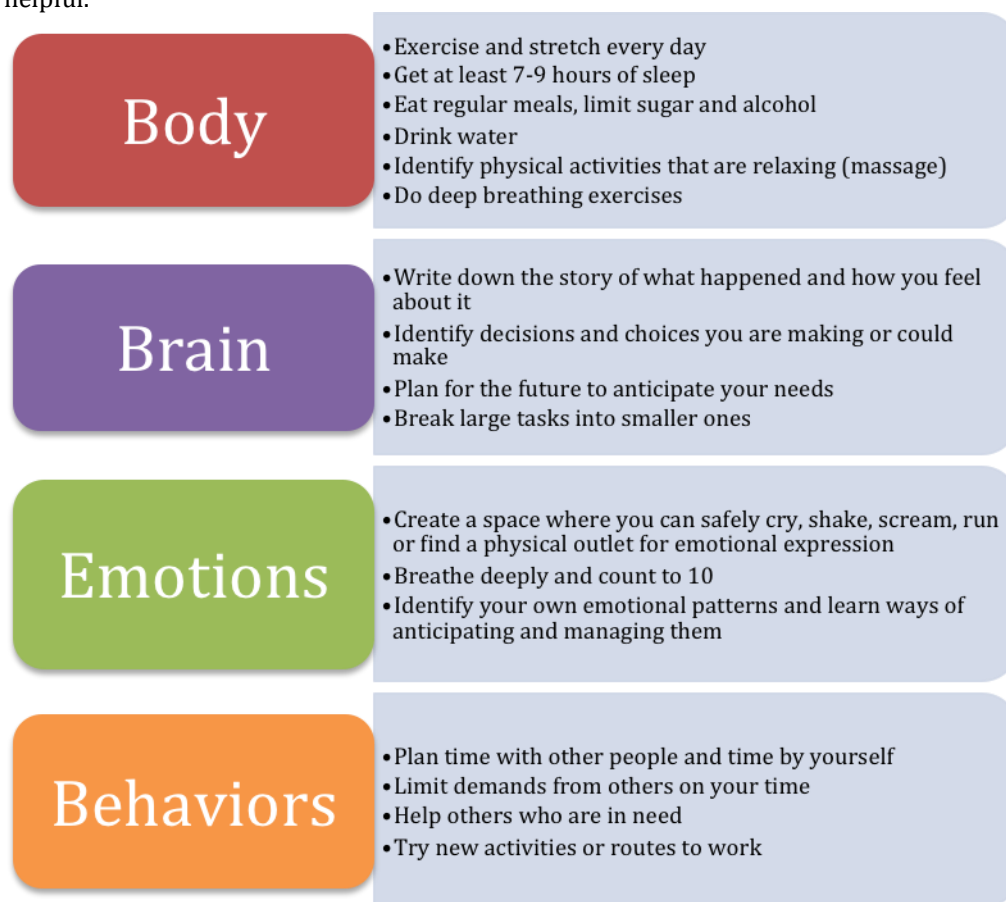 helpful.
Body
•Exercise and stretch every day
•Get at least 7-9 hours of sleep
•Eat regular meals, limit sugar and alcohol
•Drink water
•Identify physical activities that are relaxing (massage)
•Do deep breathing exercises
Brain
•Write down the story of what happened and how you feel
about it
•Identify decisions and choices you are making or could
make
•Plan for the future to anticipate your needs
•Break large tasks into smaller ones
Emotions
•Create a space where you can safely cry, shake, scream, run
or find a physical outlet for emotional expression
•Breathe deeply and count to 10
•Identify your own emotional patterns and learn ways of
anticipating and managing them
Behaviors
•Plan time with other people and time by yourself
•Limit demands from others on your time
•Help others who are in need
•Try new activities or routes to work